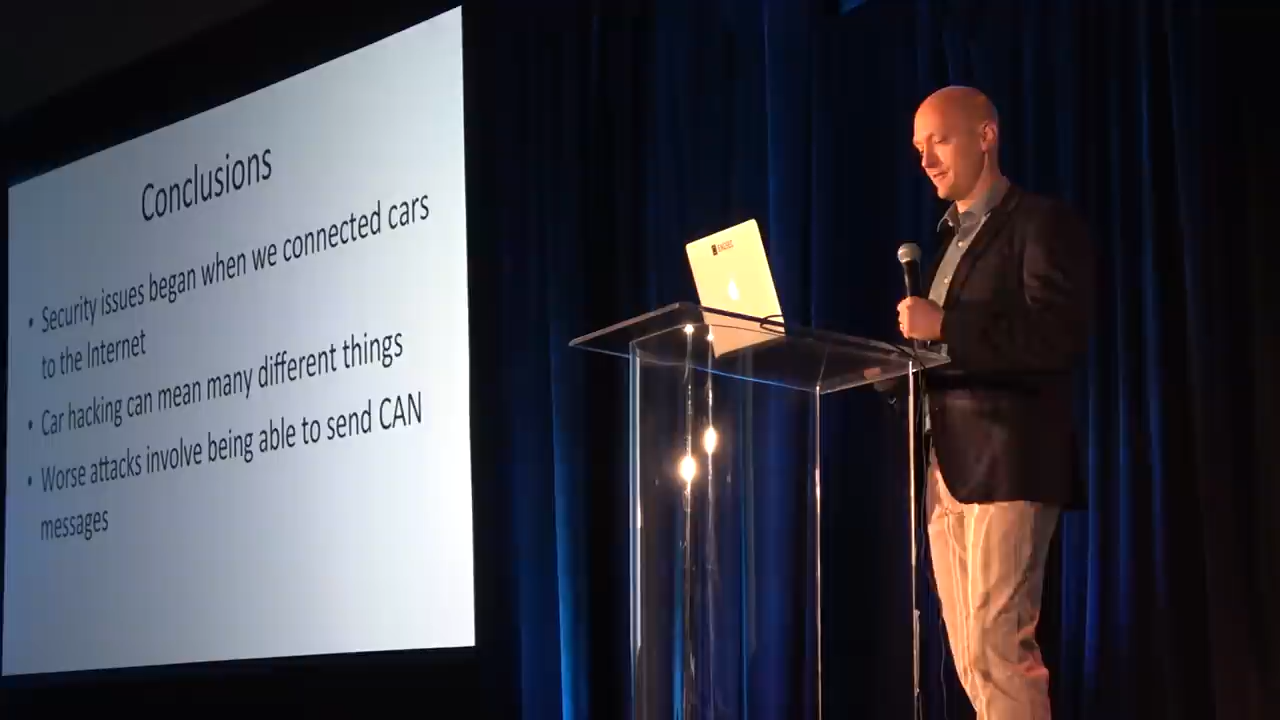 Conclusions
• Security issues began when we connected cars
to the Internet
• Car hacking can mean many different things
• Worse attacks involve being able to send CAN
messages